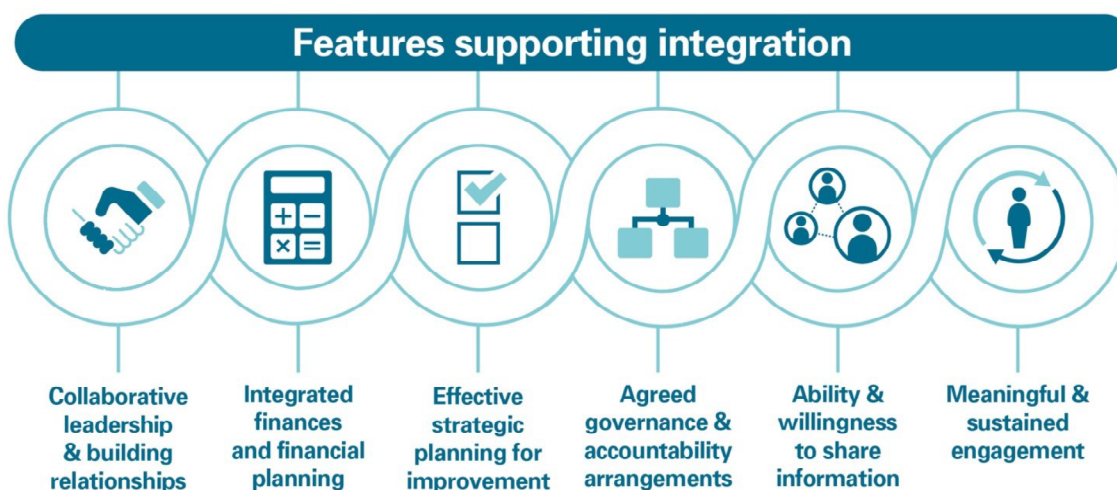 Features supporting integration
Collaborative
leadership
& building
relationships
Integrated
finances
and financial
planning
Effective
strategic
planning for
improvement
Agreed
governance &
accountability
arrangements
Ability &
willingness
to share
information
Meaningful &
sustained
engagement